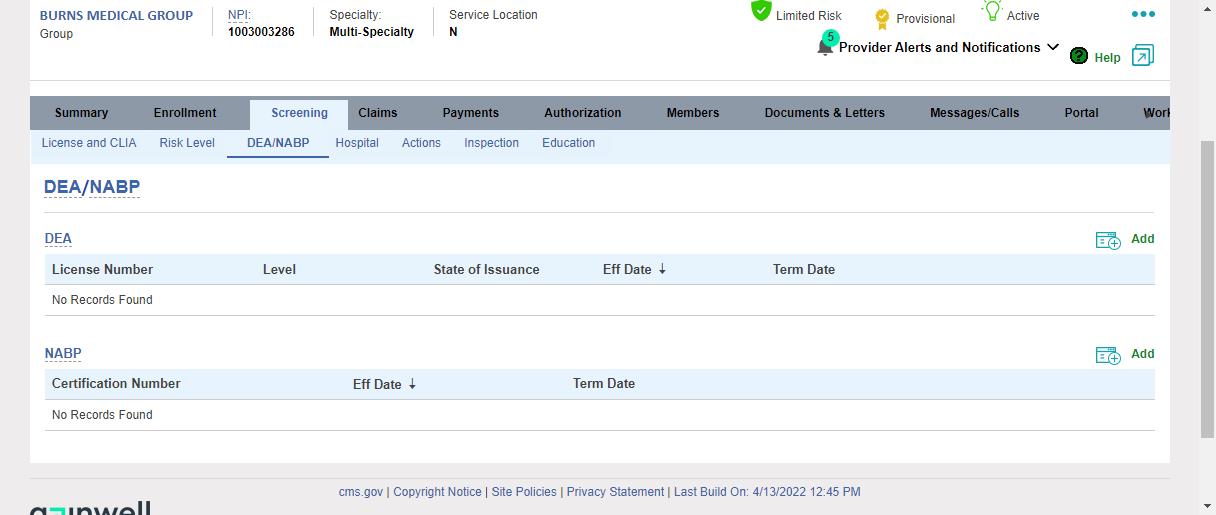 BURNS MEDICAL GROUP
Group
NPI:
1003003286
Specialty:
Multi-Specialty
Service Location
N
Limited Risk
Provisional
Active
5
Provider Alerts and Notifications
Help
Summary Enrollment Screening Claims Payments Authorization Members Documents & Letters Messages/Calls Portal Work
License and CLIA Risk Level DEA/NABP Hospital Actions Inspection Education
DEA/NABP
DEA Add
License Number Level State of Issuance Eff Date ↓ Term Date
No Records Found
NABP Add
Certification Number Eff Date ↓ Term Date
No Records Found
cms.gov | Copyright Notice | Site Policies | Privacy Statement | Last Build On: 4/13/2022 12:45 PM
gainwell